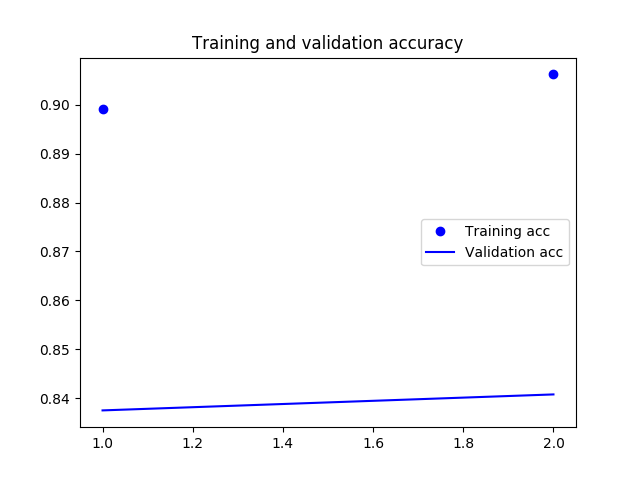 Training and validation accuracy
0.90
0.89
0.88
0.87
0.86
0.85
0.84
Training acc
Validation acc
1.0 1.2 1.4 1.6 1.8 2.0